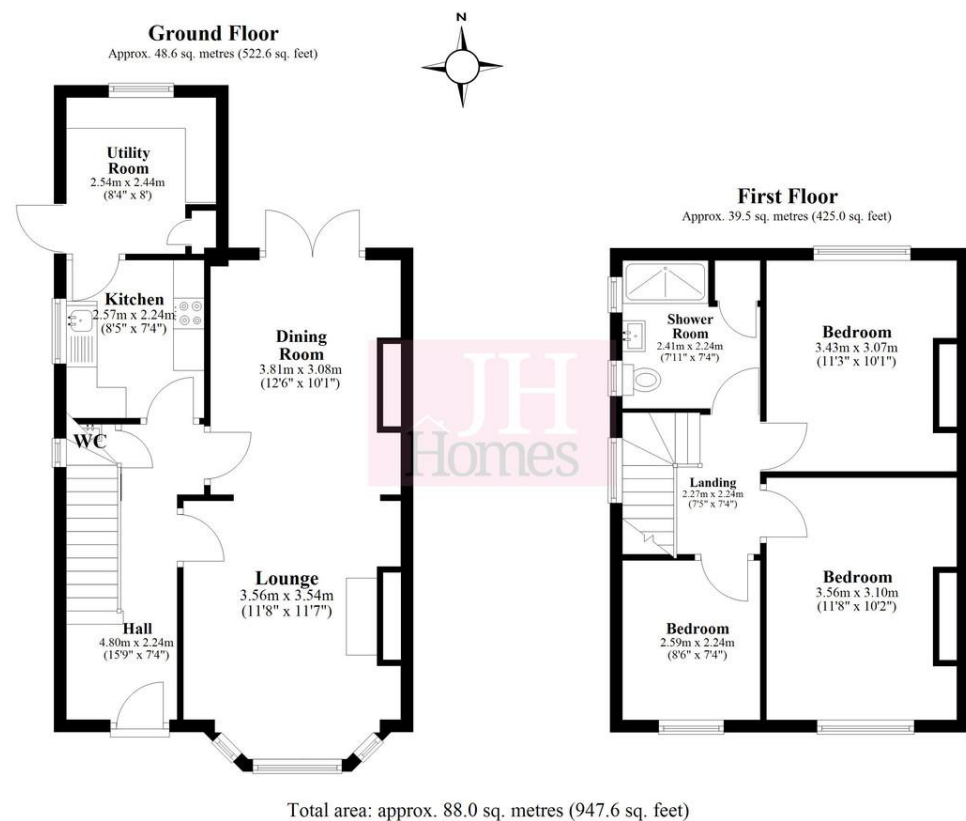 N
Ground Floor
Approx. 48.6 sq. metres (522.6 sq. feet)
Utility
Room
2.54m x 2.44m
(8'4" x 8')
Kitchen
2.57m x 2.24m
(8'5" x 7'4")
Dining
Room
3.81m x 3.08m
(12'6" x 10'1")
WC
Lounge
3.56m x 3.54m
(11'8" x 11'7")
Hall
4.80m x 2.24m
(15'9" x 7'4")
JH
Homes
First Floor
Approx. 39.5 sq. metres (425.0 sq. feet)
Shower
Room
2.41m x 2.24m
(7'11" x 7'4")
Bedroom
3.43m x 3.07m
(11'3" x 10'1")
Landing
2.27m x 2.24m
(7'5" x 7'4")
Bedroom
3.56m x 3.10m
(11'8" x 10'2")
Bedroom
2.59m x 2.24m
(8'6" x 7'4")
Total area: approx. 88.0 sq. metres (947.6 sq. feet)